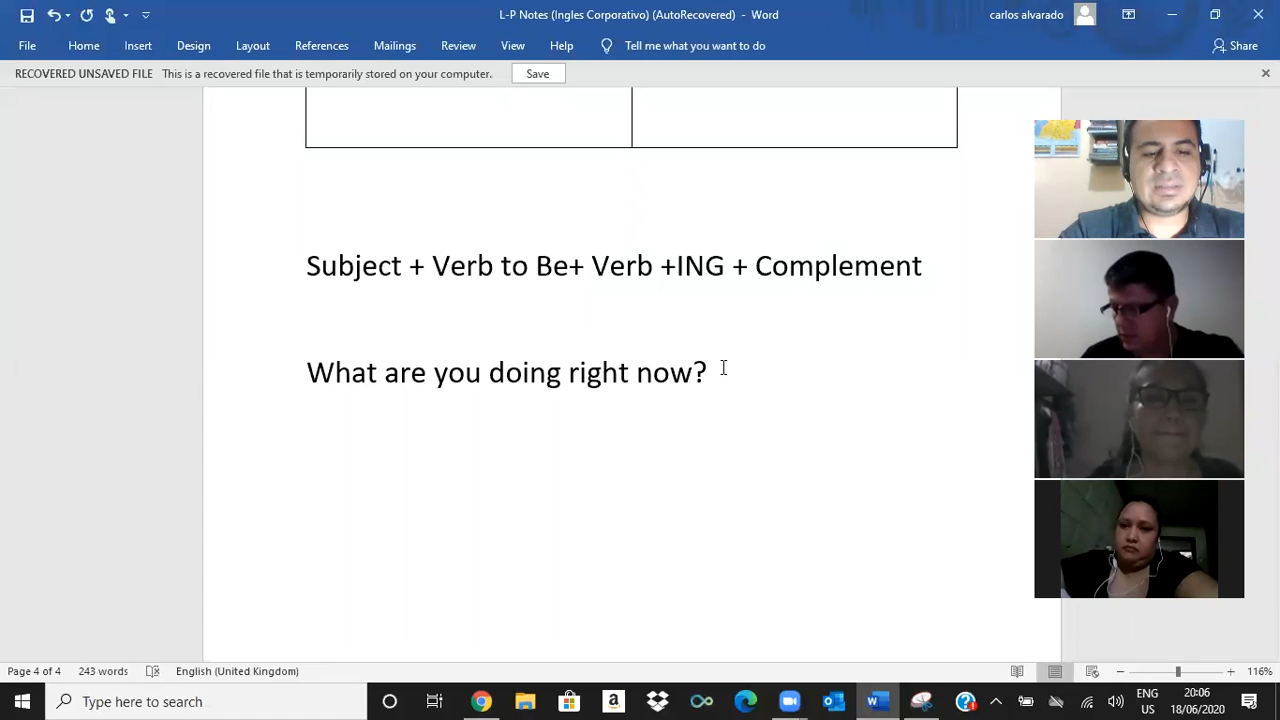 L-P Notes (Ingles Corporativo) (AutoRecovered) - Word
carlos alvarado
File Home Insert Design Layout References Mailings Review View Help Tell me what you want to do Share
RECOVERED UNSAVED FILE This is a recovered file that is temporarily stored on your computer. Save
Subject + Verb to Be+ Verb +ING + Complement
What are you doing right now?
Page 4 of 4 243 words English (United Kingdom) 116%
Type here to search
ENG 20:06
US 18/06/2020